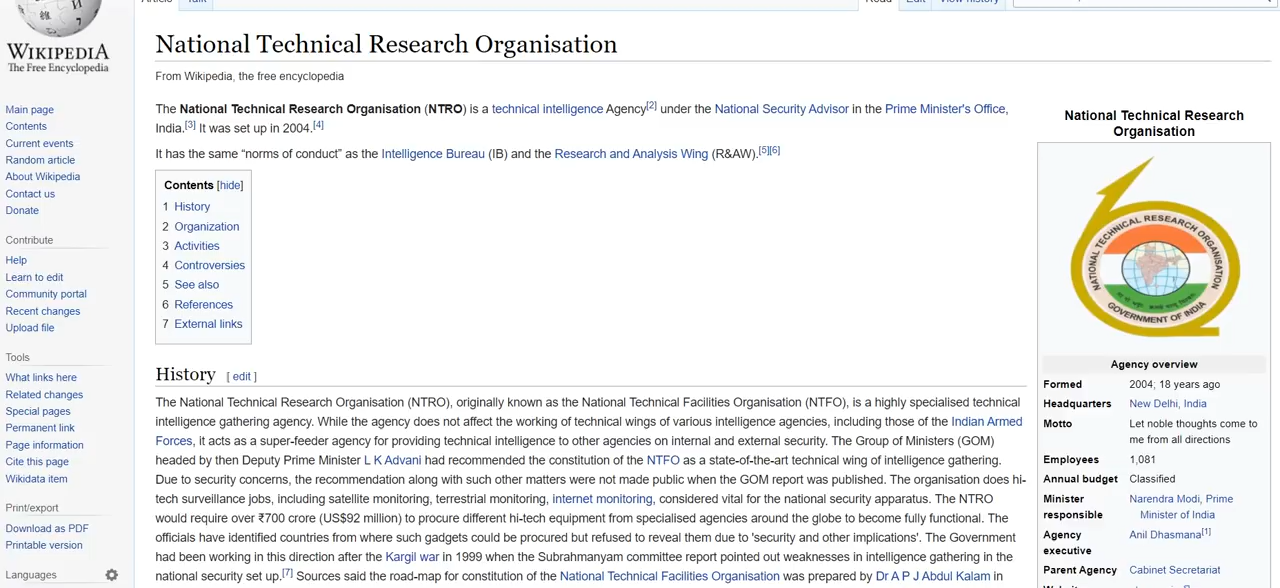 Article Talk Read Edit View history
WIKIPEDIA
The Free Encyclopedia
Main page
Contents
Current events
Random article
About Wikipedia
Contact us
Donate
Contribute
Help
Learn to edit
Community portal
Recent changes
Upload file
Tools
What links here
Related changes
Special pages
Permanent link
Page information
Cite this page
Wikidata item
Print/export
Download as PDF
Printable version
Languages
National Technical Research Organisation
From Wikipedia, the free encyclopedia
The National Technical Research Organisation (NTRO) is a technical intelligence Agency[2] under the National Security Advisor in the Prime Minister's Office,
India.[3] It was set up in 2004.[4]
It has the same “norms of conduct” as the Intelligence Bureau (IB) and the Research and Analysis Wing (R&AW).[5][6]
Contents [hide]
1 History
2 Organization
3 Activities
4 Controversies
5 See also
6 References
7 External links
History [ edit ]
The National Technical Research Organisation (NTRO), originally known as the National Technical Facilities Organisation (NTFO), is a highly specialised technical
intelligence gathering agency. While the agency does not affect the working of technical wings of various intelligence agencies, including those of the Indian Armed
Forces, it acts as a super-feeder agency for providing technical intelligence to other agencies on internal and external security. The Group of Ministers (GOM)
headed by then Deputy Prime Minister L K Advani had recommended the constitution of the NTFO as a state-of-the-art technical wing of intelligence gathering.
Due to security concerns, the recommendation along with such other matters were not made public when the GOM report was published. The organisation does hi-
tech surveillance jobs, including satellite monitoring, terrestrial monitoring, internet monitoring, considered vital for the national security apparatus. The NTRO
would require over ₹700 crore (US$92 million) to procure different hi-tech equipment from specialised agencies around the globe to become fully functional. The
officials have identified countries from where such gadgets could be procured but refused to reveal them due to 'security and other implications'. The Government
had been working in this direction after the Kargil war in 1999 when the Subrahmanyam committee report pointed out weaknesses in intelligence gathering in the
national security set up.[7] Sources said the road-map for constitution of the National Technical Facilities Organisation was prepared by Dr A P J Abdul Kalam in
National Technical Research
Organisation
NATIONAL TECHNICAL RESEARCH ORGANISATION
GOVERNMENT OF INDIA
Agency overview
Formed 2004; 18 years ago
Headquarters New Delhi, India
Motto Let noble thoughts come to
me from all directions
Employees 1,081
Annual budget Classified
Minister Narendra Modi, Prime
responsible Minister of India
Agency Anil Dhasmana[1]
executive
Parent Agency Cabinet Secretariat